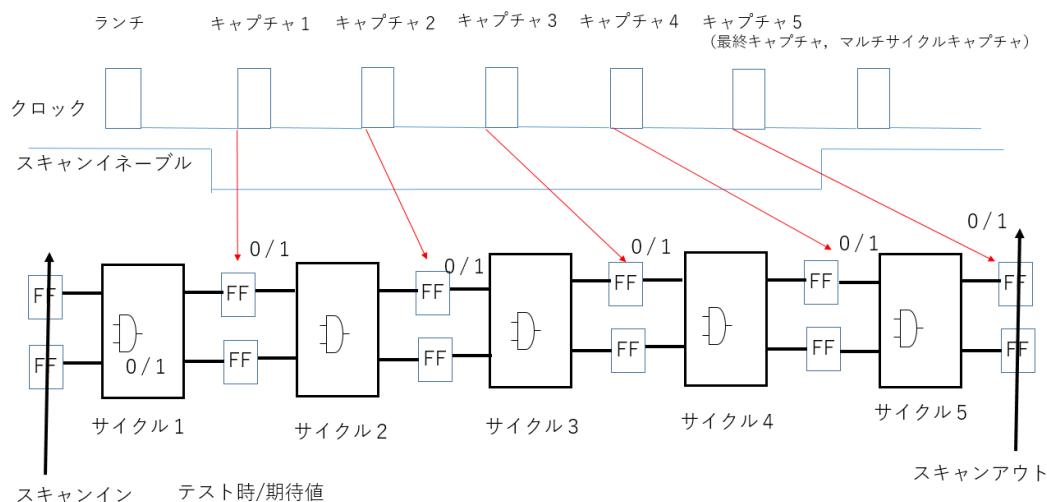 ランチ
キャプチャ1
キャプチャ2
キャプチャ3
キャプチャ4
キャプチャ5
(最終キャプチャ，マルチサイクルキャプチャ)
クロック
スキャンイネーブル
0/1
0/1
0/1
0/1
0/1
FF
FF
FF
FF
FF
FF
0/1
FF
FF
FF
FF
FF
FF
サイクル1
サイクル2
サイクル3
サイクル4
サイクル5
スキャンイン
テスト時/期待値
スキャンアウト